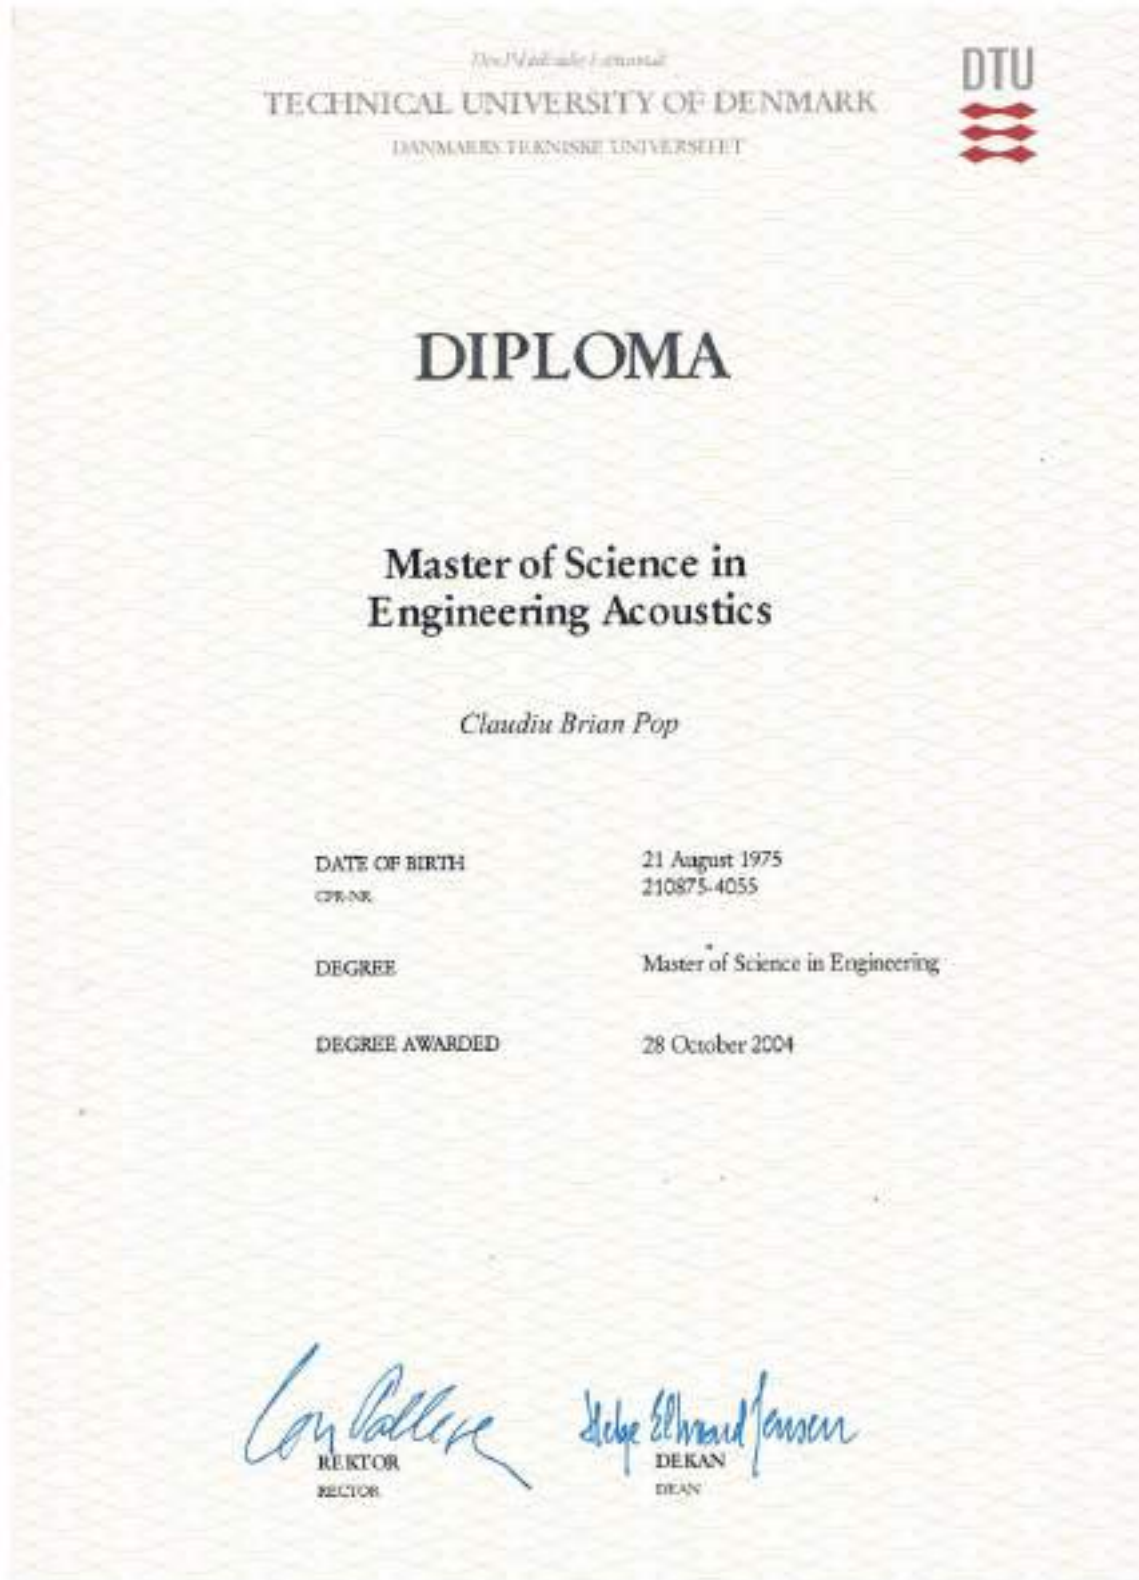 TECHNICAL UNIVERSITY OF DENMARK
DANMARKS TEKNISKE UNIVERSITET
DTU
DIPLOMA
Master of Science in
Engineering Acoustics
Claudiu Brian Pop
DATE OF BIRTH 21 August 1975
CPR-NR. 210875-4055
DEGREE Master of Science in Engineering
DEGREE AWARDED 28 October 2004
REKTOR DEKAN
RECTOR DEAN